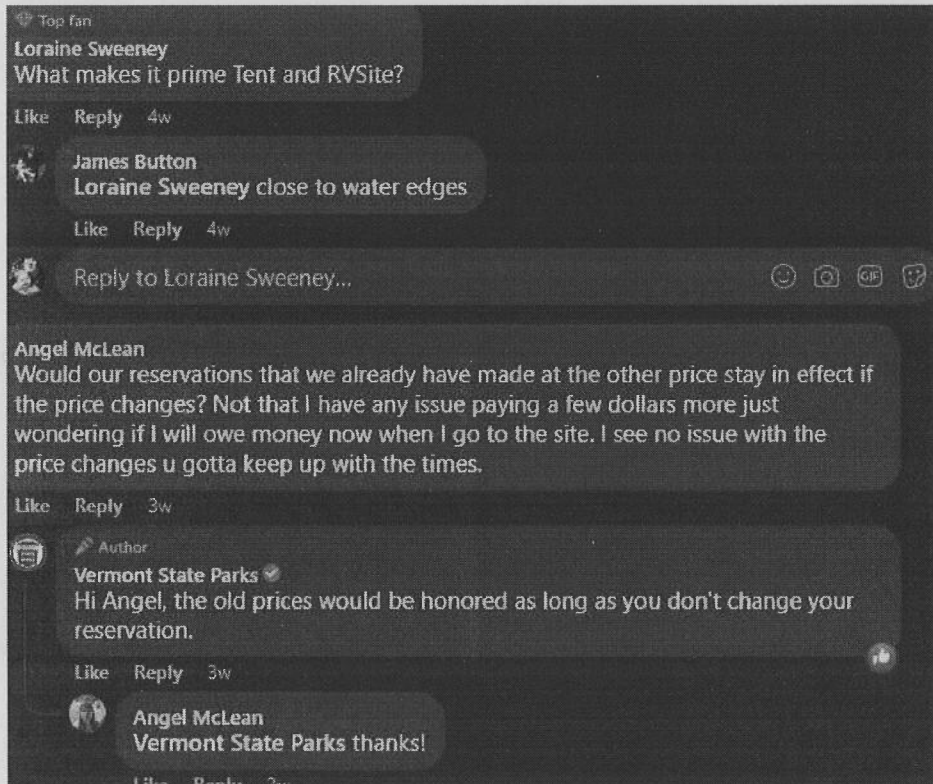 Top fan
Loraine Sweeney
What makes it prime Tent and RVSite?
Like Reply 4w
James Button
Loraine Sweeney close to water edges
Like Reply 4w
Reply to Loraine Sweeney...
GIF
Angel McLean
Would our reservations that we already have made at the other price stay in effect if
the price changes? Not that I have any issue paying a few dollars more just
wondering if I will owe money now when I go to the site. I see no issue with the
price changes u gotta keep up with the times.
Like Reply 3w
Author
Vermont State Parks
Hi Angel, the old prices would be honored as long as you don't change your
reservation.
Like Reply 3w
Angel McLean
Vermont State Parks thanks!
Like Reply 3w